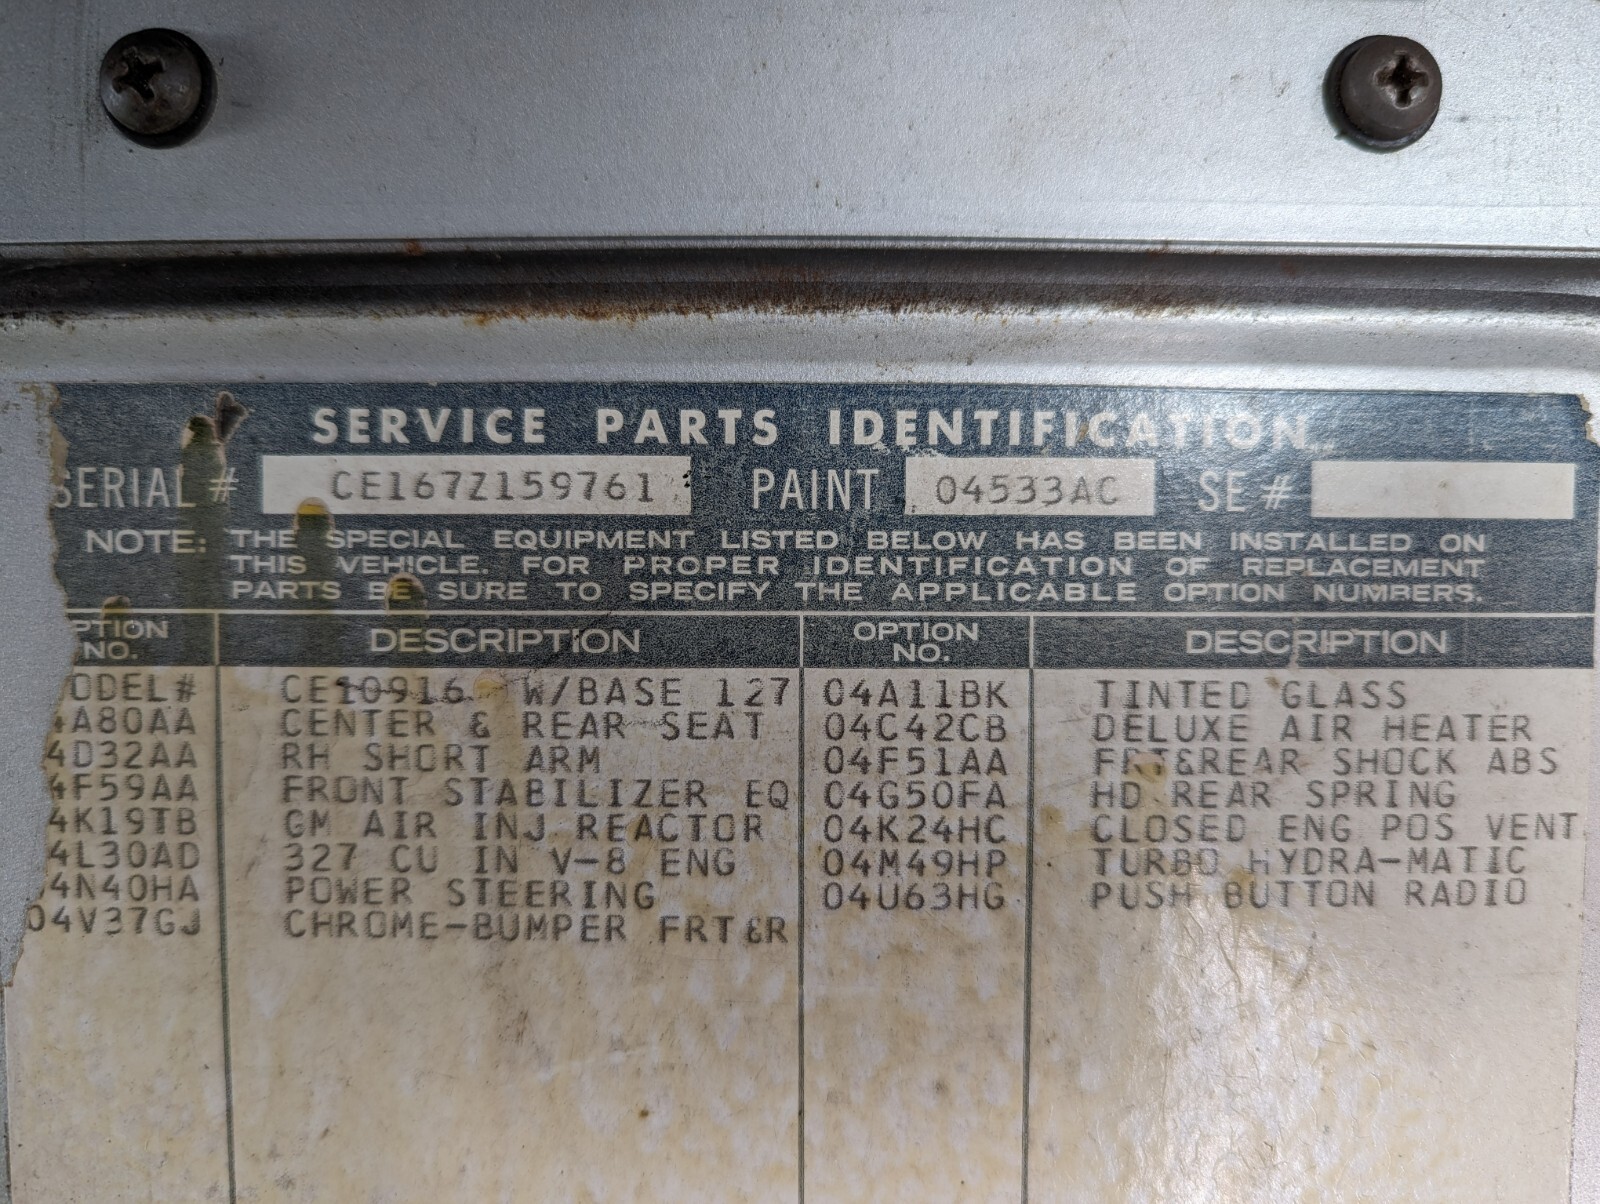 SERVICE PARTS IDENTIFICATION
SERIAL # CE167Z159761 PAINT 04533AC SE #
NOTE: THE SPECIAL EQUIPMENT LISTED BELOW HAS BEEN INSTALLED ON
THIS VEHICLE. FOR PROPER IDENTIFICATION OF REPLACEMENT
PARTS BE SURE TO SPECIFY THE APPLICABLE OPTION NUMBERS.
PTION NO. DESCRIPTION OPTION NO. DESCRIPTION
ODEL# CE10916 W/BASE 127 04A11BK TINTED GLASS
4A80AA CENTER & REAR SEAT 04C42CB DELUXE AIR HEATER
4D32AA RH SHORT ARM 04F51AA FRT&REAR SHOCK ABS
4F59AA FRONT STABILIZER EQ 04G50FA HD REAR SPRING
4K19TB GM AIR INJ REACTOR 04K24HC CLOSED ENG POS VENT
4L30AD 327 CU IN V-8 ENG 04M49HP TURBO HYDRA-MATIC
4N40HA POWER STEERING 04U63HG PUSH BUTTON RADIO
04V37GJ CHROME-BUMPER FRT&R